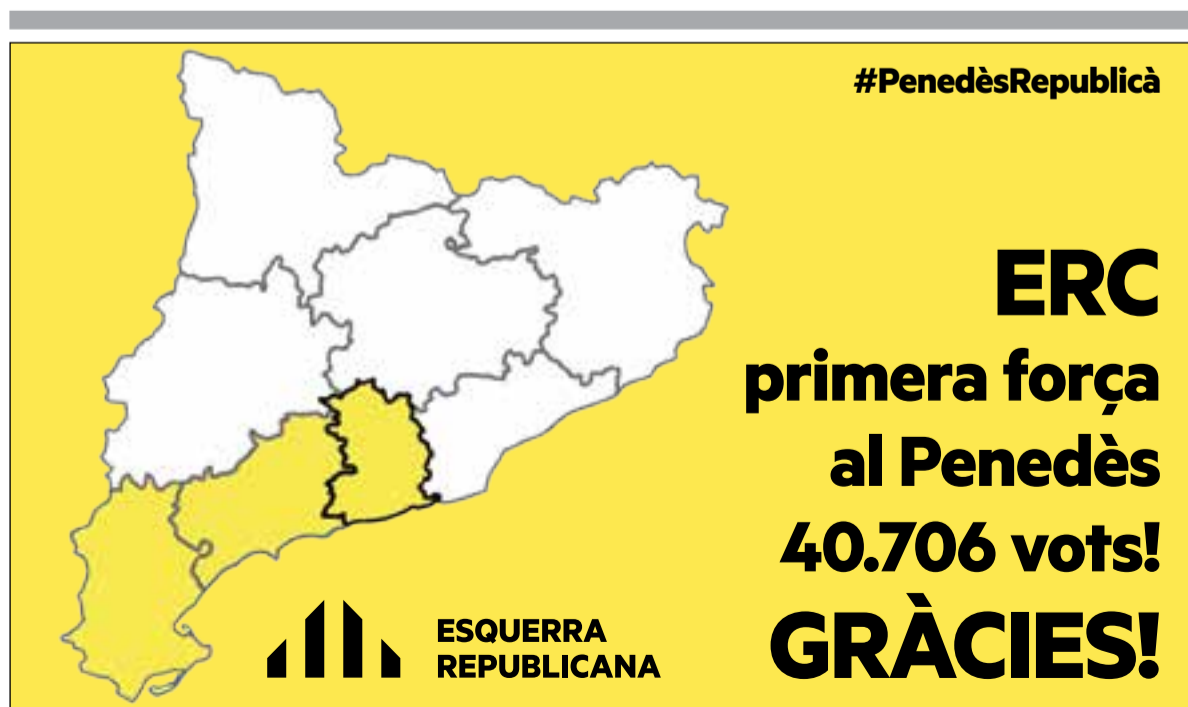 #PenedèsRepublicà
ERC
primera força
al Penedès
40.706 vots!
GRÀCIES!
ESQUERRA
REPUBLICANA